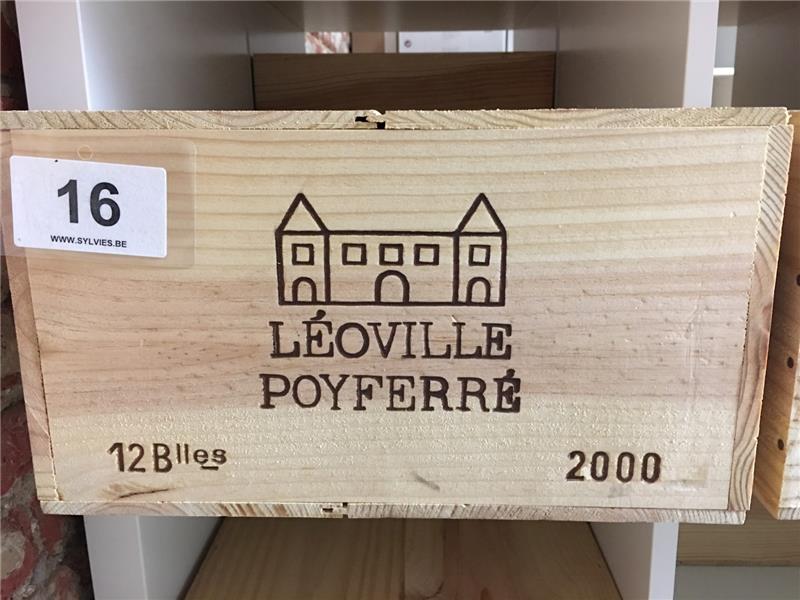 16
WWW.SYLVIES.BE
LÉOVILLE
POYFERRÉ
12 Blles
2000